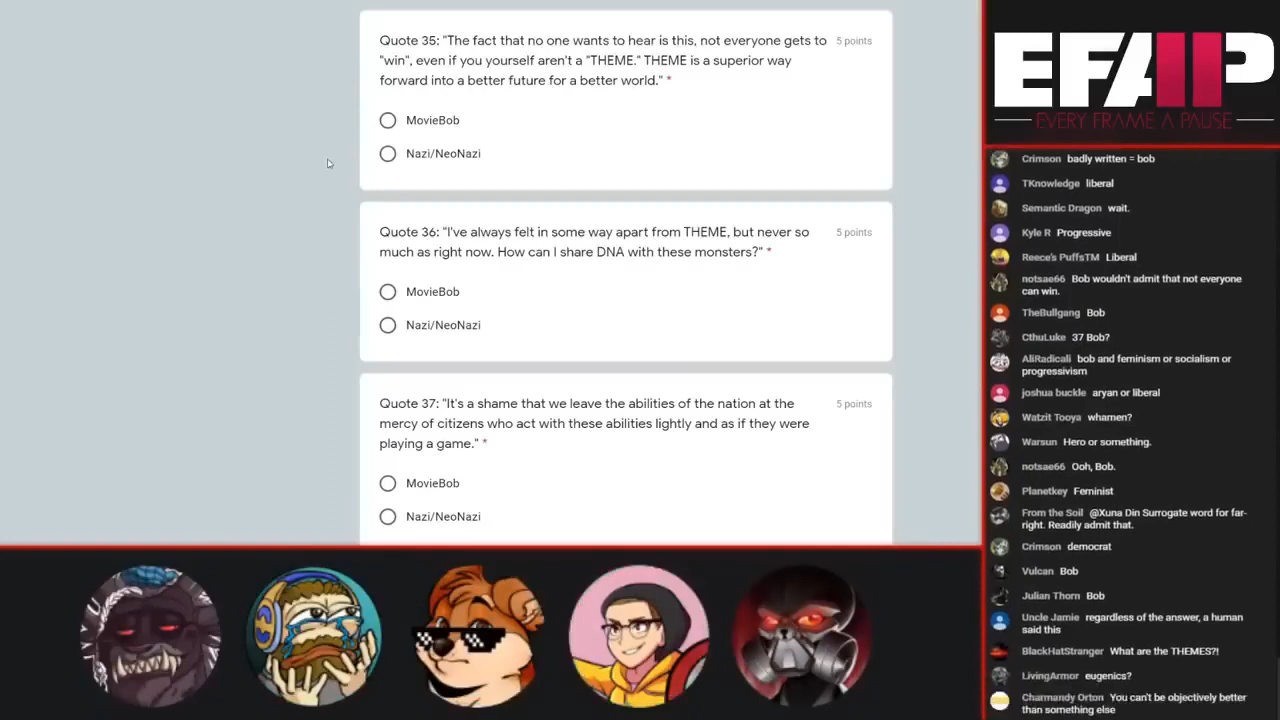 Quote 35: "The fact that no one wants to hear is this, not everyone gets to
"win", even if you yourself aren't a "THEME." THEME is a superior way
forward into a better future for a better world." *
5 points
MovieBob
Nazi/NeoNazi
Quote 36: "I've always felt in some way apart from THEME, but never so
much as right now. How can I share DNA with these monsters?" *
5 points
MovieBob
Nazi/NeoNazi
Quote 37: "It's a shame that we leave the abilities of the nation at the
mercy of citizens who act with these abilities lightly and as if they were
playing a game." *
5 points
MovieBob
Nazi/NeoNazi
EFAP
EVERY FRAME A PAUSE
Crimson badly written = bob
TKnowledge liberal
Semantic Dragon wait.
Kyle R Progressive
Reece's PuffsTM Liberal
notsae66 Bob wouldn't admit that not everyone
can win.
TheBullgang Bob
CthuLuke 37 Bob?
AliRadicali bob and feminism or socialism or
progressivism
joshua buckle aryan or liberal
Watzit Tooya whamen?
Warsun Hero or something.
notsae66 Ooh, Bob.
Planetkey Feminist
From the Soil @Xuna Din Surrogate word for far-
right. Readily admit that.
Crimson democrat
Vulcan Bob
Julian Thorn Bob
Uncle Jamie regardless of the answer, a human
said this
BlackHatStranger What are the THEMES?!
LivingArmor eugenics?
Charmandy Orton You can't be objectively better
than something else